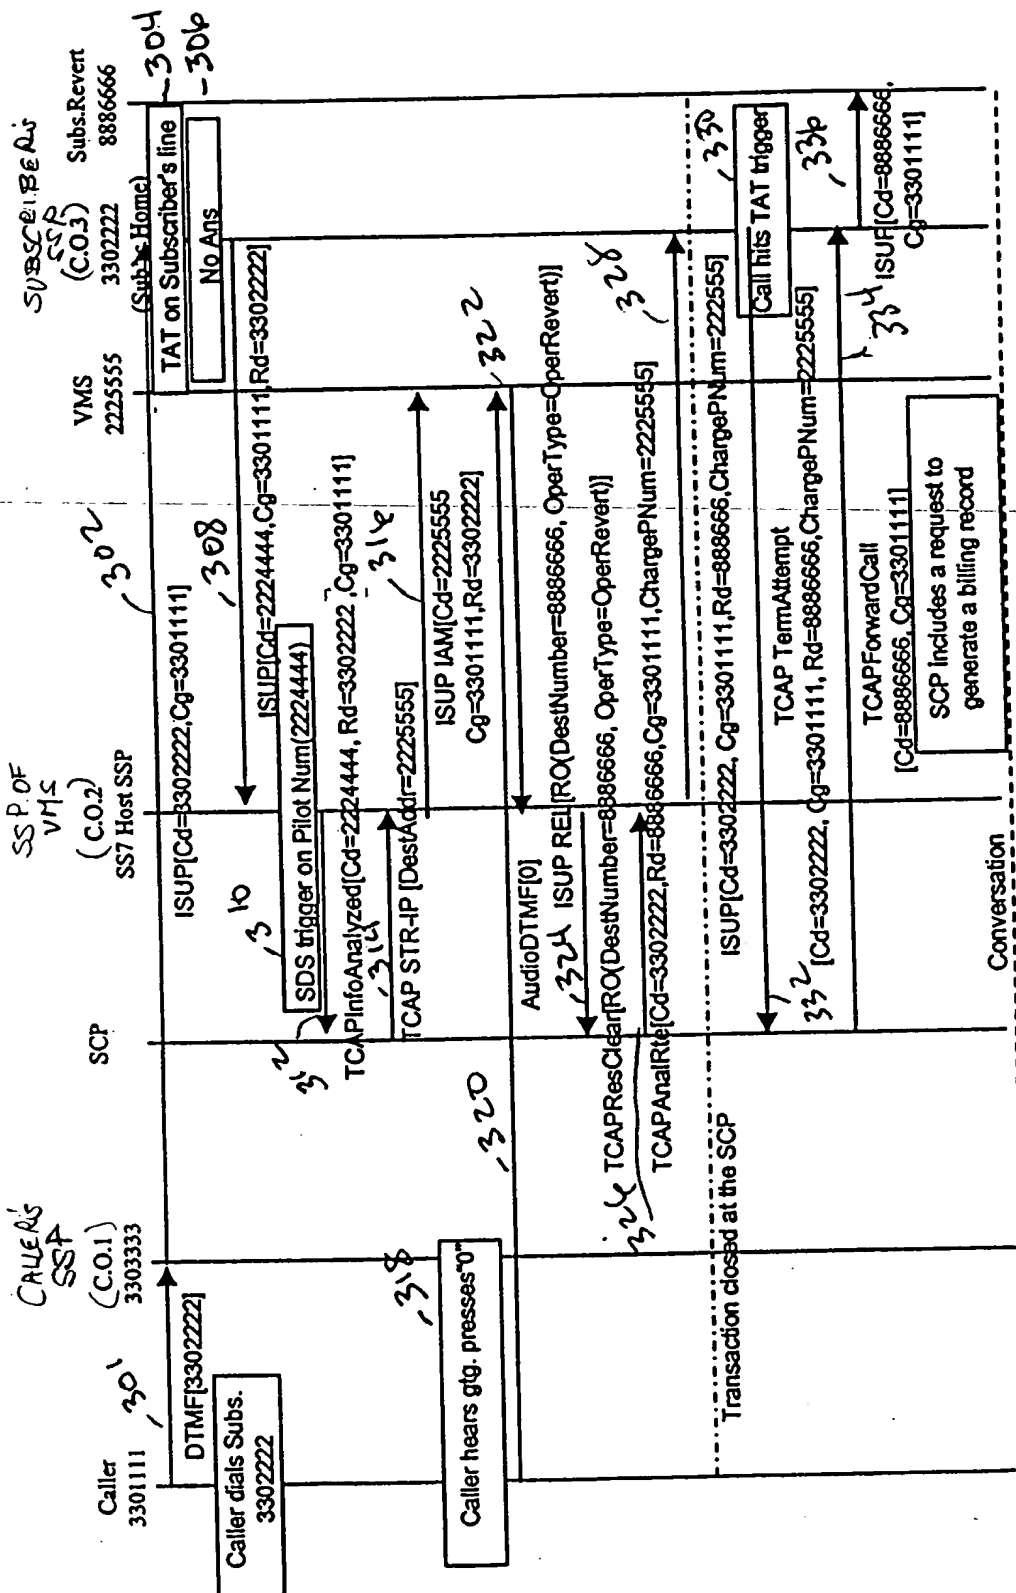 CALLER'S
SSP
SSP OF
VMS
SUBSCRIBER'S
SSP
Caller
3301111
(C.O.1)
3303333
SCP
(C.O.2)
SS7 Host SSP
VMS
2225555
(C.O.3)
3302222
(Subs Home)
Subs.Revert
8886666
301
DTMF[3302222]
Caller dials Subs.
3302222
302
ISUP[Cd=3302222,Cg=3301111]
TAT on Subscriber's line
304
No Ans
306
308
ISUP[Cd=2224444,Cg=3301111,Rd=3302222]
310
SDS trigger on Pilot Num(2224444)
312
TCAPInfoAnalyzed[Cd=2224444, Rd=3302222 ,Cg=3301111]
314
TCAP STR-IP [DestAddr=2225555]
316
ISUP IAM[Cd=2225555
Cg=3301111,Rd=3302222]
318
Caller hears gtg. presses"0"
320
AudioDTMF[0]
322
324 ISUP REL[RO(DestNumber=8886666, OperType=OperRevert)]
324 TCAPResClear[RO(DestNumber=8886666, OperType=OperRevert)]
TCAPAnalRte[Cd=3302222,Rd=8886666,Cg=3301111,ChargePNum=2225555]
328
Transaction closed at the SCP
ISUP[Cd=3302222, Cg=3301111,Rd=888666,ChargePNum=222555]
330
Call hits TAT trigger
332
TCAP TermAttempt
[Cd=3302222, Cg=3301111, Rd=8886666,ChargePNum=2225555]
334
TCAPForwardCall
[Cd=8886666, Cg=3301111]
336
ISUP[Cd=8886666,
Cg=3301111]
SCP includes a request to
generate a billing record
Conversation